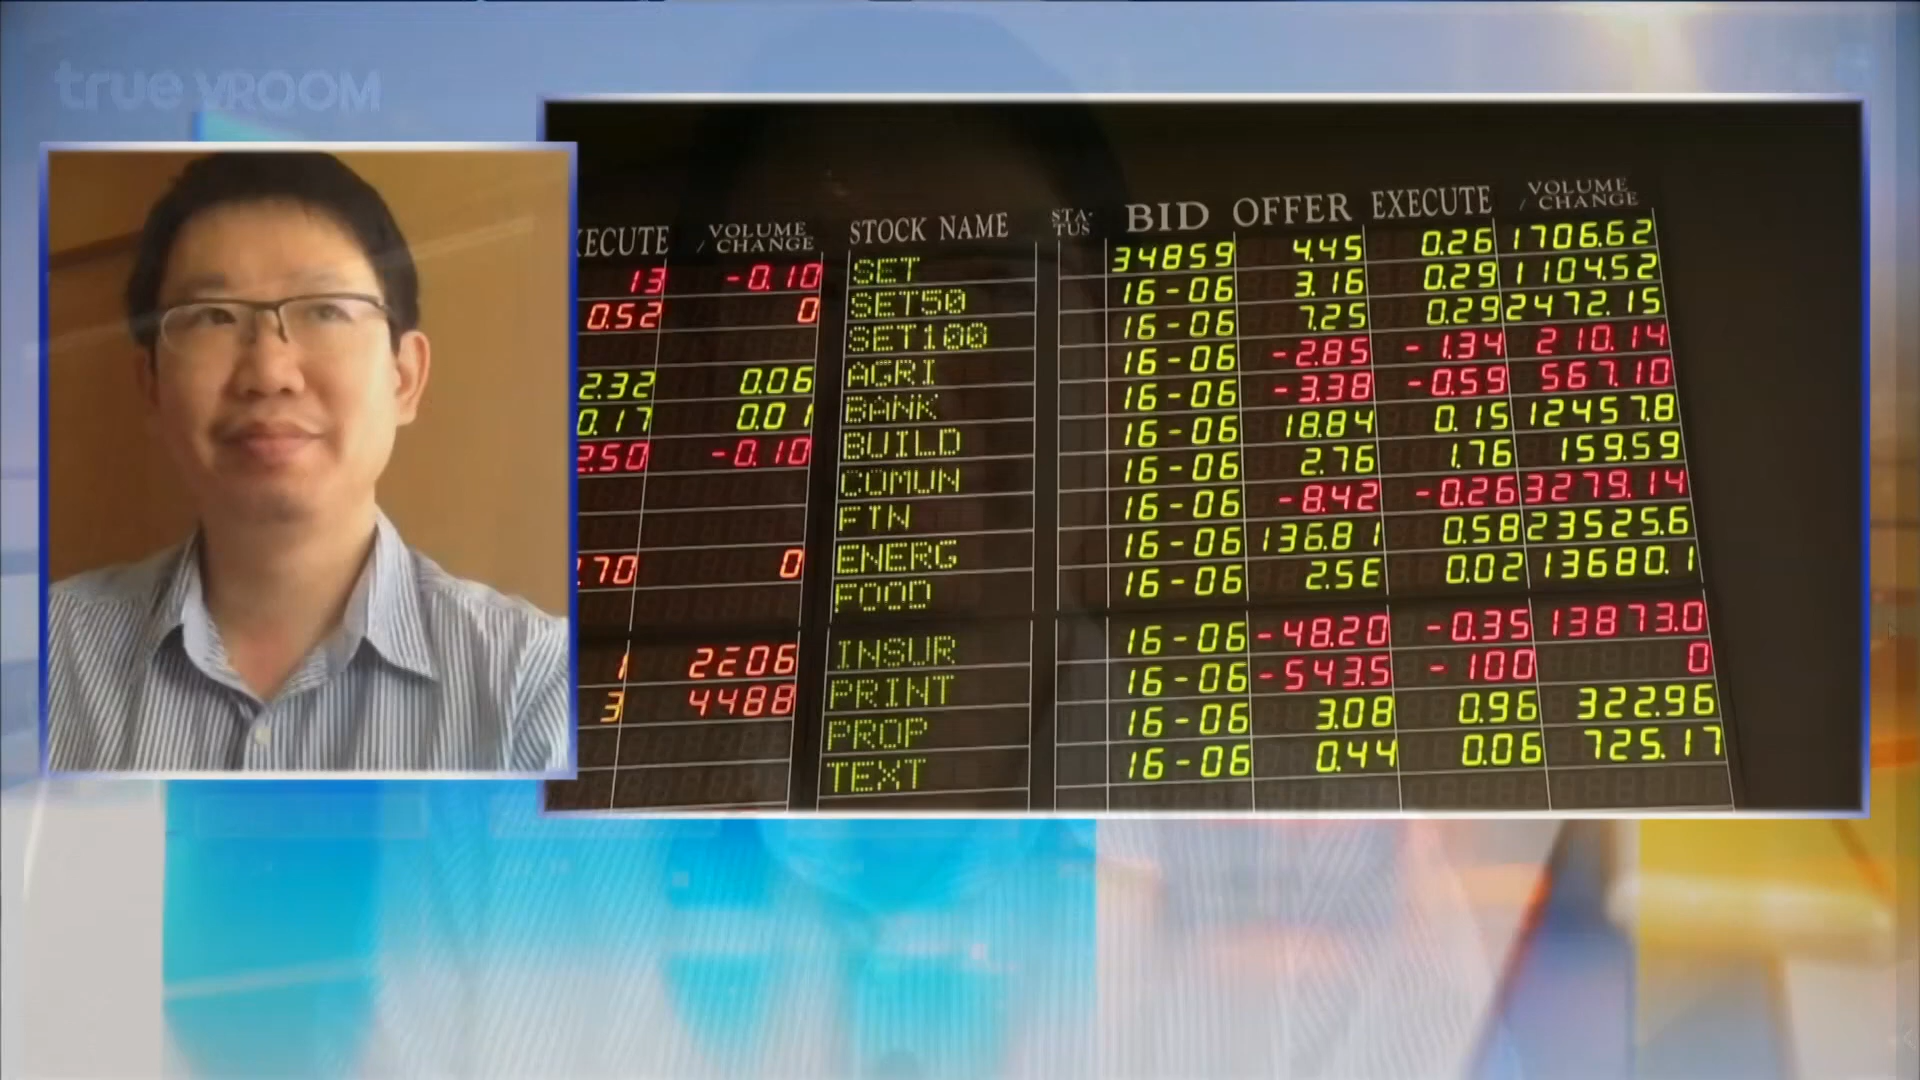 true VROOM
EXECUTE VOLUME / CHANGE STOCK NAME STA-TUS BID OFFER EXECUTE VOLUME / CHANGE
13 -0.10 SET 34859 4.45 0.26 1706.62
0.52 0 SET50 16-06 3.16 0.29 1104.52
SET100 16-06 7.25 0.29 2472.15
2.32 0.06 AGRI 16-06 -2.85 -1.34 210.14
0.17 0.01 BANK 16-06 -3.38 -0.59 567.10
2.50 -0.10 BUILD 16-06 18.84 0.15 12457.8
COMUN 16-06 2.76 1.76 159.59
FIN 16-06 -8.42 -0.26 3279.14
.70 0 ENERG 16-06 136.81 0.58 23525.6
FOOD 16-06 0.02 13680.1
1 INSUR 16-06 -48.20 -0.35 13873.0
3 4488 PRINT 16-06 -543.5 -100 0
PROP 16-06 3.08 0.96 322.96
TEXT 16-06 0.44 0.06 725.17